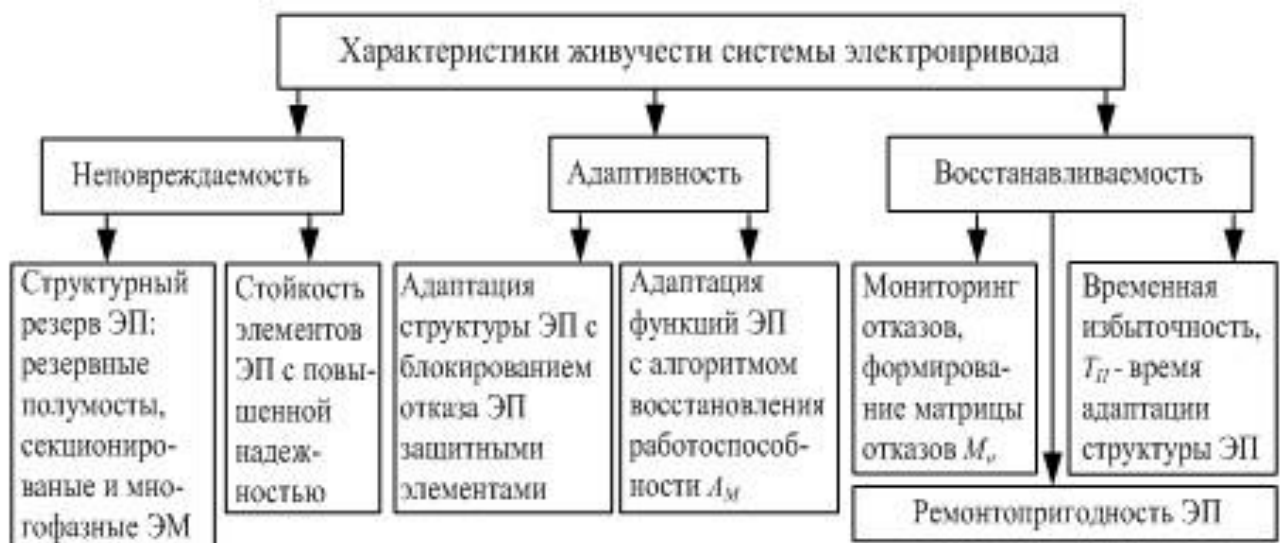 Характеристики живучести системы электропривода
Неповреждаемость
Адаптивность
Восстанавливаемость
Структурный
резерв ЭП:
резервные
полумосты,
секциониро-
ваные и мно-
гофазные ЭМ
Стойкость
элементов
ЭП с повы-
шенной
надеж-
ностью
Адаптация
структуры ЭП с
блокированием
отказа ЭП
защитными
элементами
Адаптация
функций ЭП
с алгоритмом
восстановления
работоспособ-
ности A_M
Мониторинг
отказов,
формирова-
ние матрицы
отказов M_ν
Временная
избыточность,
T_П - время
адаптации
структуры ЭП
Ремонтопригодность ЭП